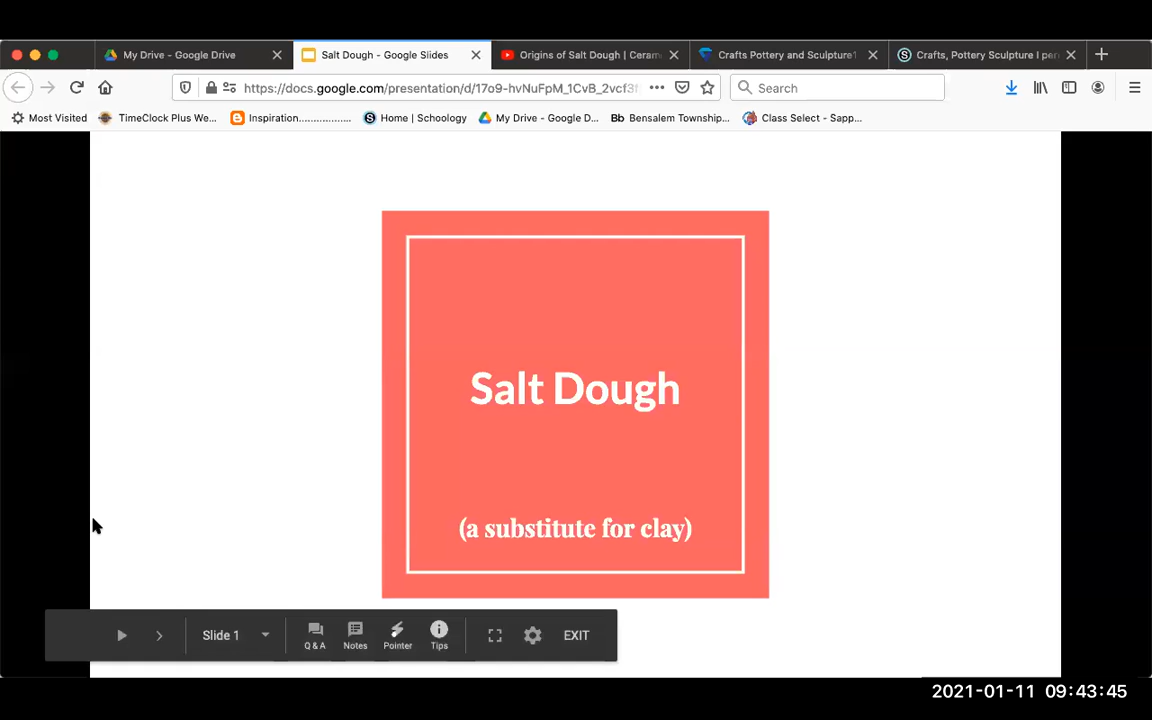 My Drive - Google Drive
Salt Dough - Google Slides
Origins of Salt Dough | Ceram
Crafts Pottery and Sculpture1
Crafts, Pottery Sculpture I per
https://docs.google.com/presentation/d/17o9-hvNuFpM_1CvB_2vcf3f
Search
Most Visited
TimeClock Plus We...
Inspiration...................
Home | Schoology
My Drive - Google D...
Bb Bensalem Township...
Class Select - Sapp...
Salt Dough
(a substitute for clay)
Slide 1
Q & A
Notes
Pointer
Tips
EXIT
2021-01-11 09:43:45